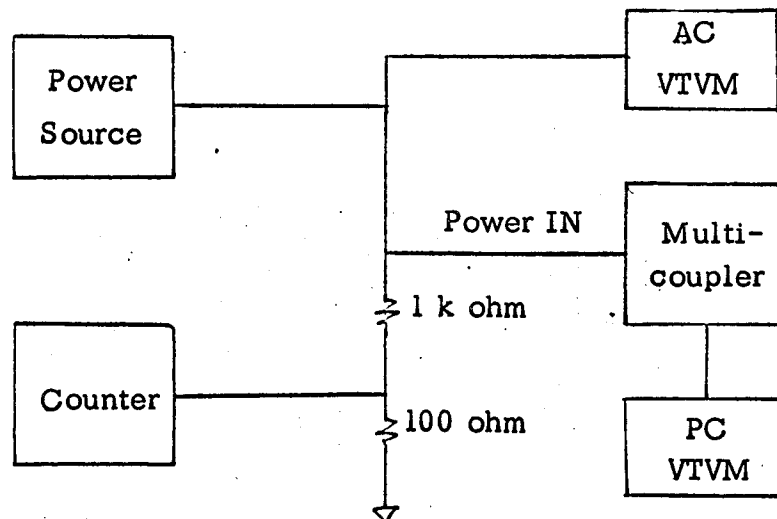 AC
VTVM
Power
Source
Power IN
Multi-
coupler
1 k ohm
Counter
100 ohm
PC
VTVM